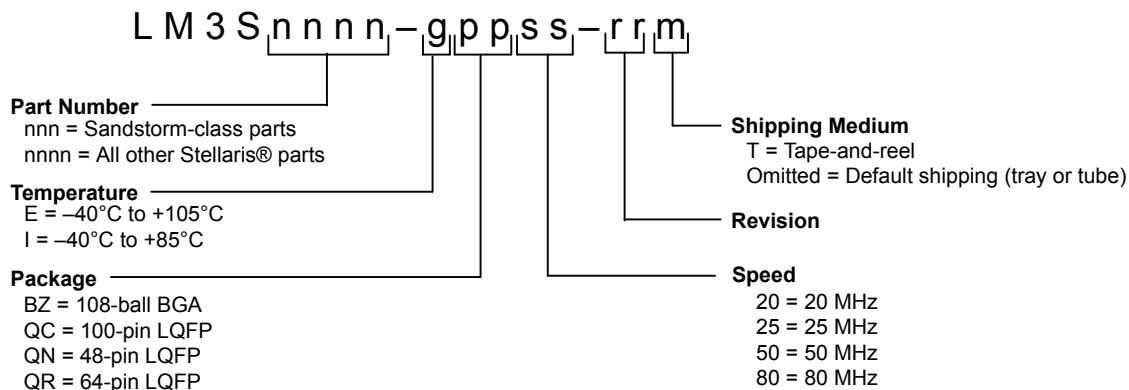 LM3Snnnn–gppss–rrm
Part Number
nnn = Sandstorm-class parts
nnnn = All other Stellaris® parts
Temperature
E = –40°C to +105°C
I = –40°C to +85°C
Package
BZ = 108-ball BGA
QC = 100-pin LQFP
QN = 48-pin LQFP
QR = 64-pin LQFP
Shipping Medium
T = Tape-and-reel
Omitted = Default shipping (tray or tube)
Revision
Speed
20 = 20 MHz
25 = 25 MHz
50 = 50 MHz
80 = 80 MHz